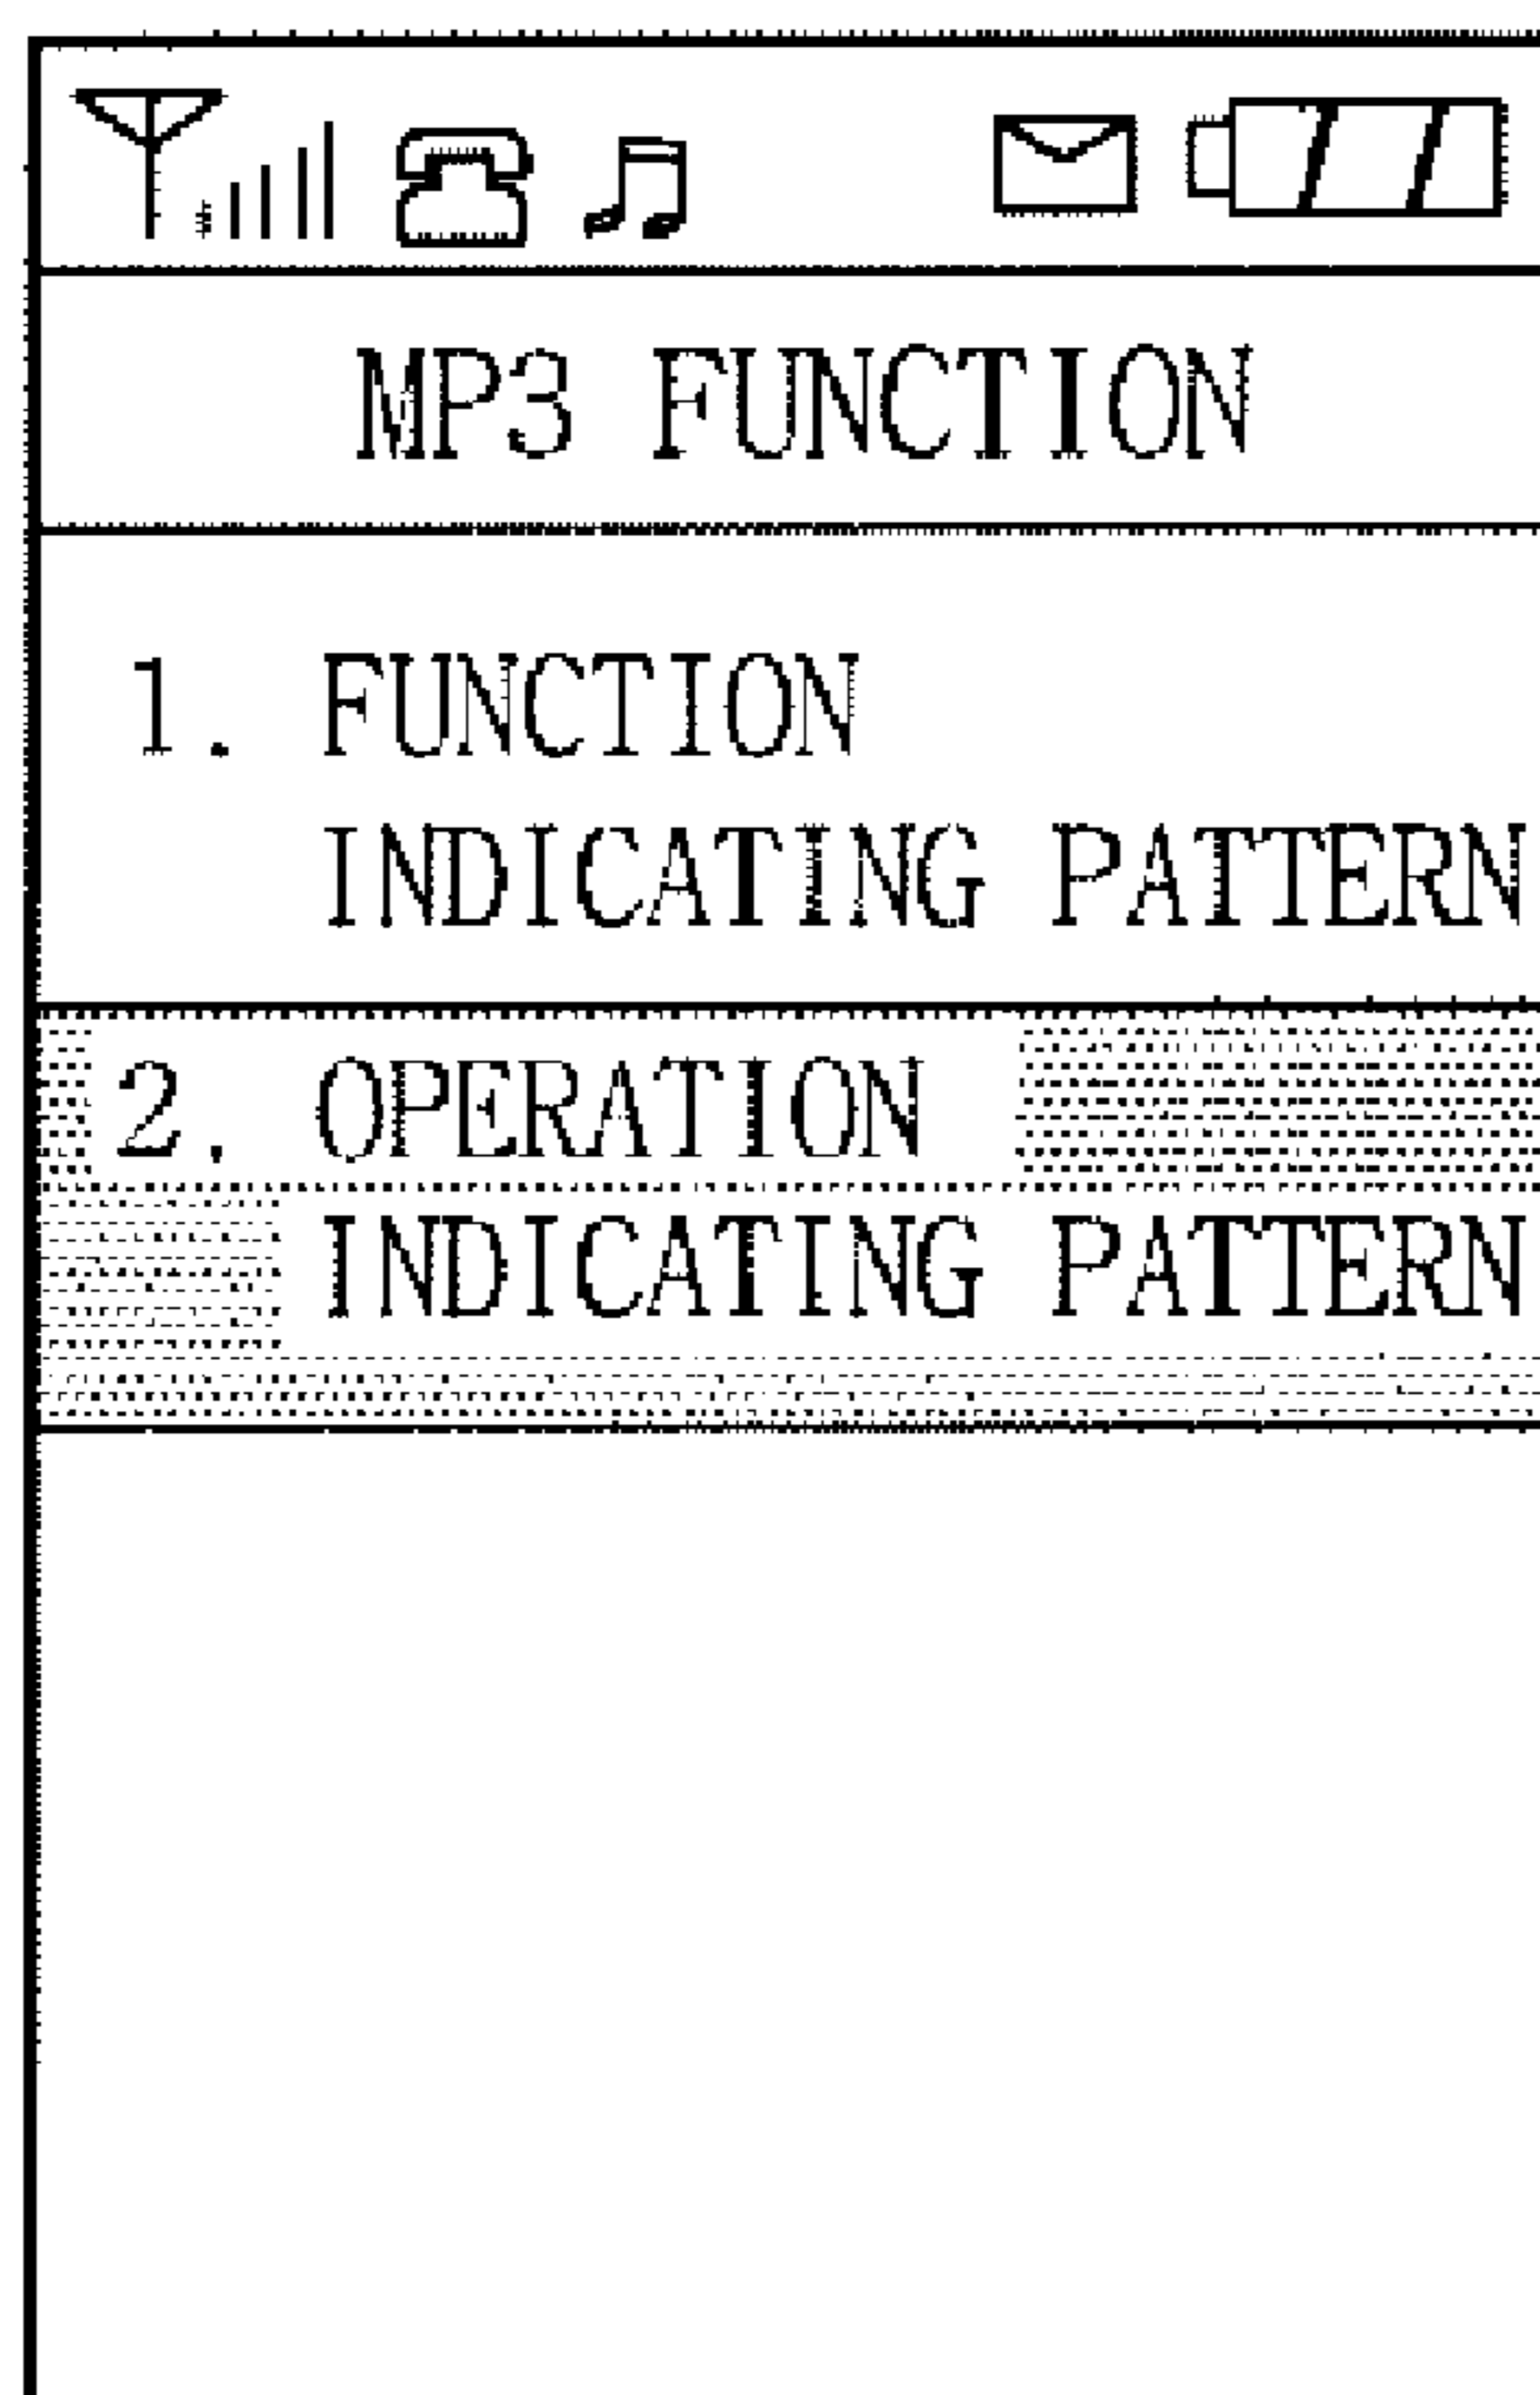 MP3 FUNCTION
1. FUNCTION
INDICATING PATTERN
2. OPERATION
INDICATING PATTERN